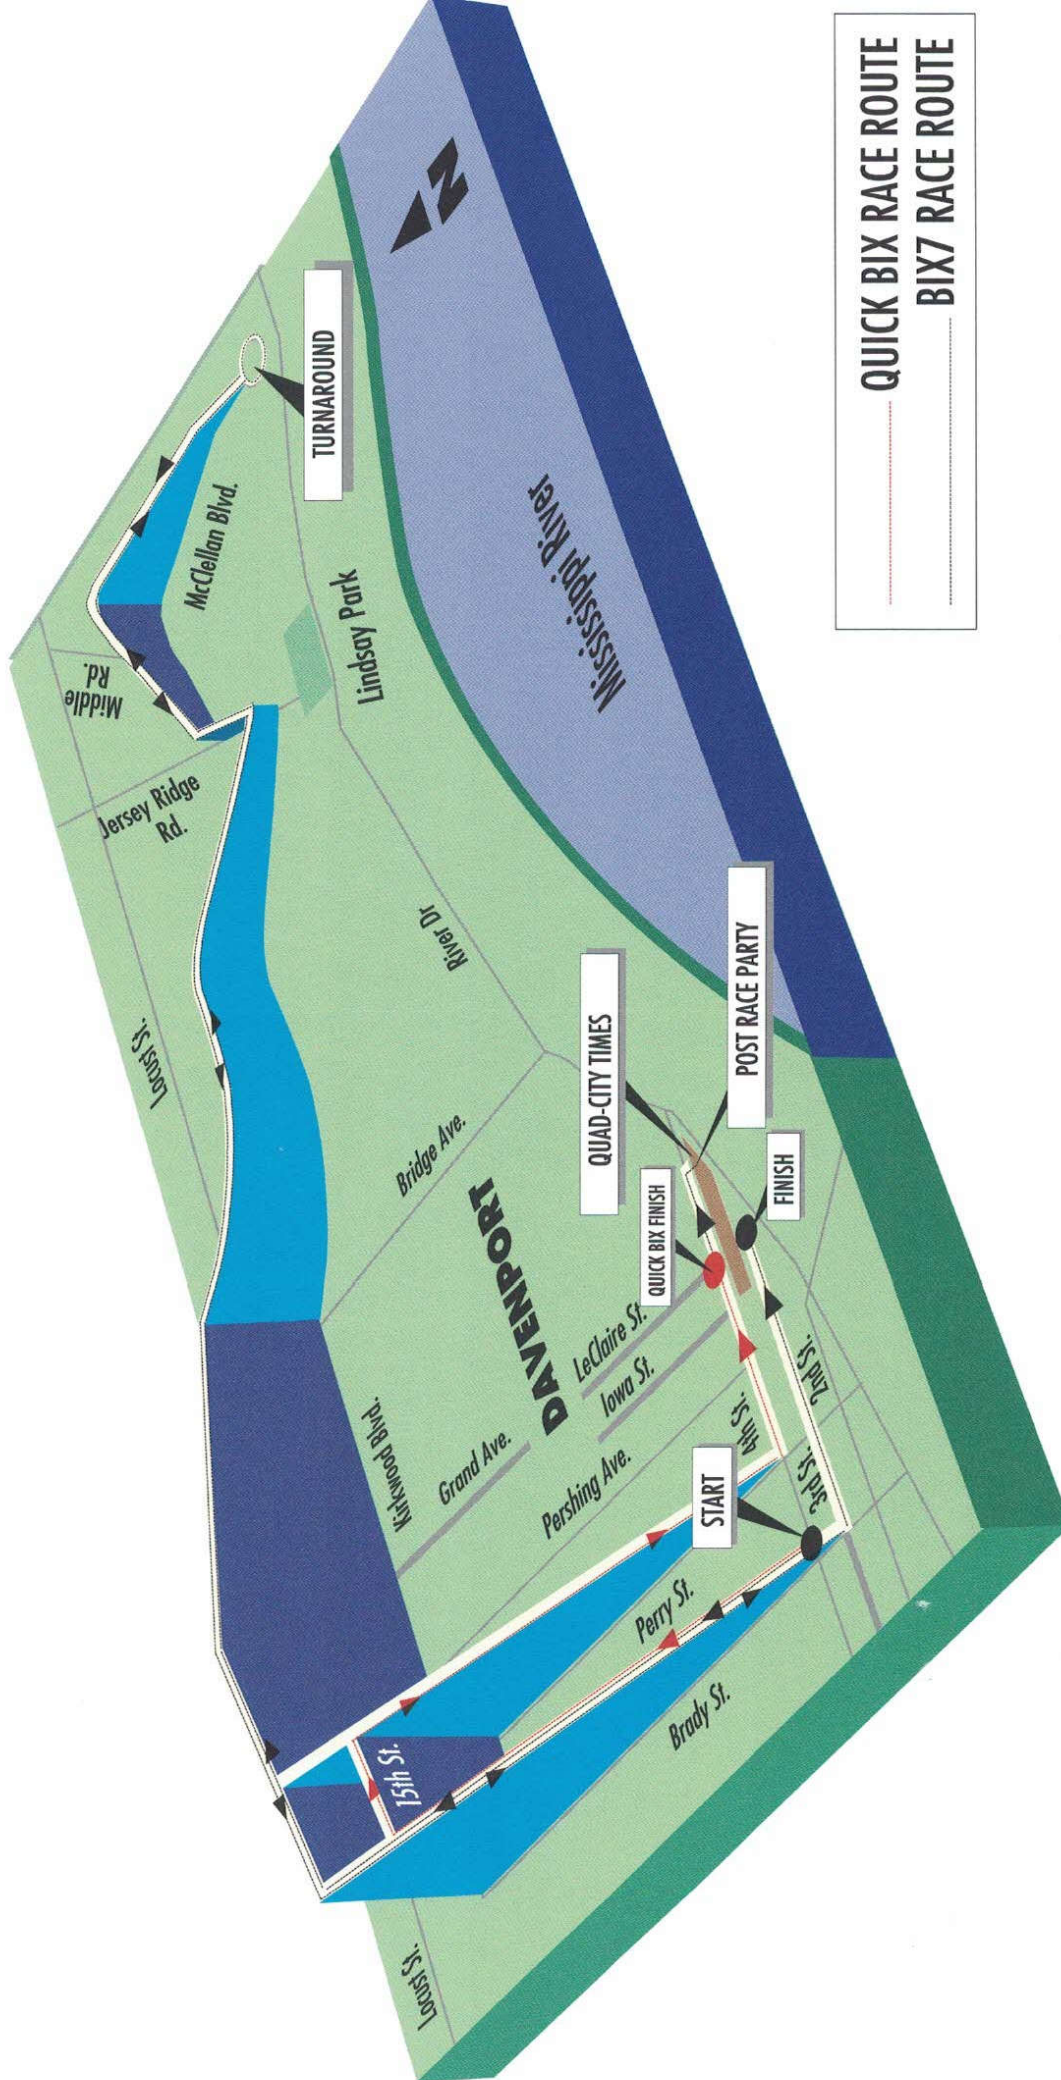 Locust St.
Brady St.
15th St.
Perry St.
START
3rd St.
4th St.
2nd St.
Pershing Ave.
Grand Ave.
Kirkwood Blvd.
Iowa St.
LeClaire St.
DAVENPORT
QUICK BIX FINISH
FINISH
QUAD-CITY TIMES
POST RACE PARTY
Bridge Ave.
Locust St.
River Dr
Jersey Ridge
Rd.
Middle
Rd.
McClellan Blvd.
Lindsay Park
TURNAROUND
Mississippi River
N
QUICK BIX RACE ROUTE
BIX7 RACE ROUTE